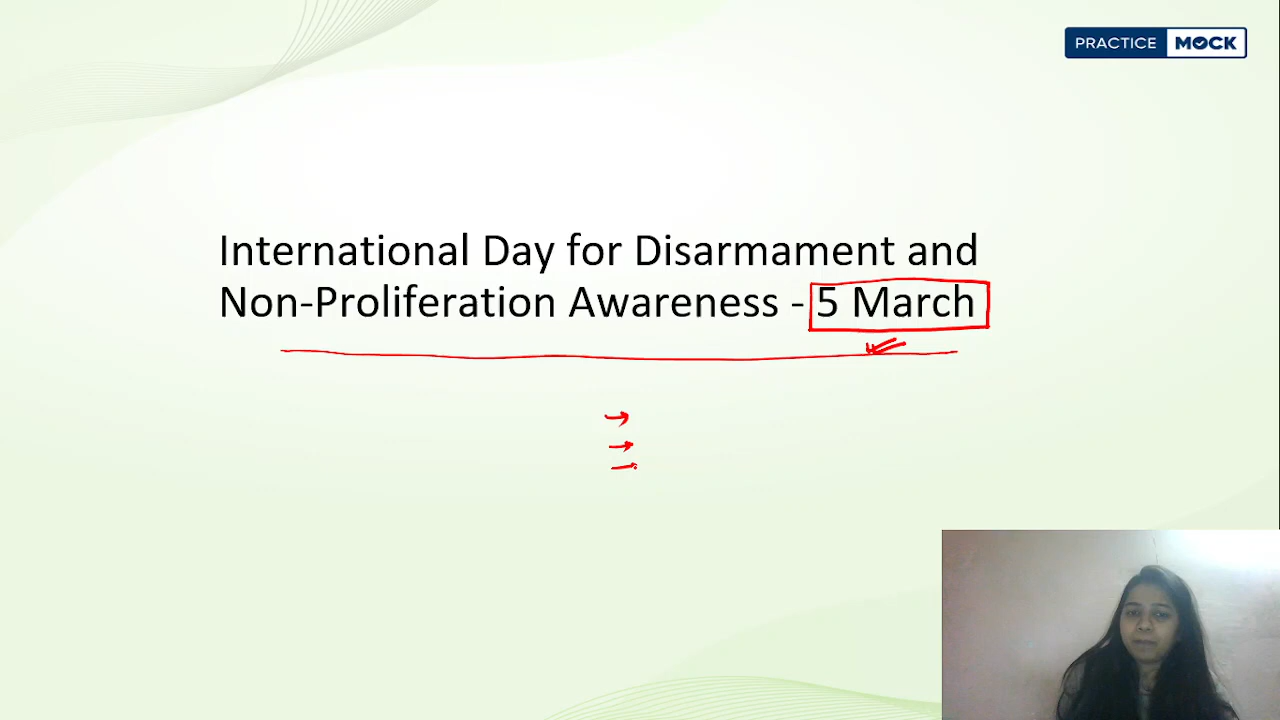 PRACTICE MOCK
International Day for Disarmament and
Non-Proliferation Awareness - 5 March